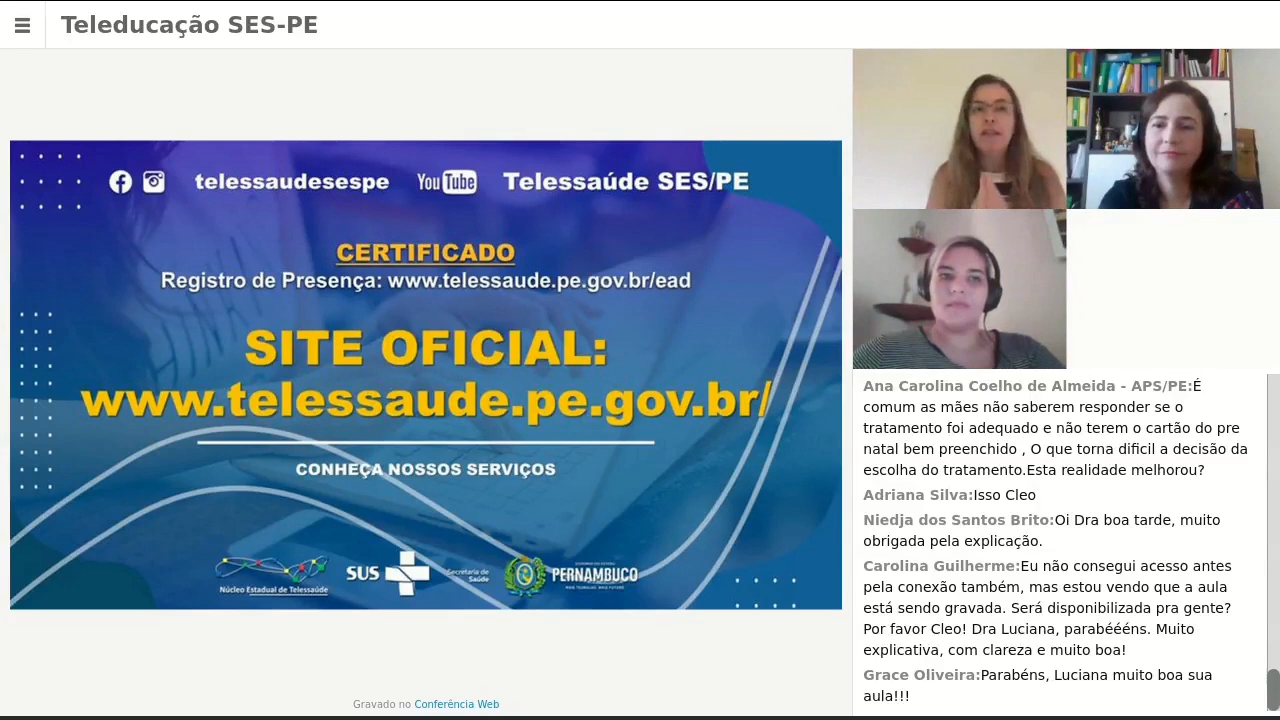 Teleducação SES-PE
telessaudesespe YouTube Telessaúde SES/PE
CERTIFICADO
Registro de Presença: www.telessaude.pe.gov.br/ead
SITE OFICIAL:
www.telessaude.pe.gov.br/
CONHEÇA NOSSOS SERVIÇOS
Núcleo Estadual de Telessaúde
SUS
Secretaria de
Saúde
PERNAMBUCO
Gravado no Conferência Web
Ana Carolina Coelho de Almeida - APS/PE:É
comum as mães não saberem responder se o
tratamento foi adequado e não terem o cartão do pre
natal bem preenchido , O que torna dificil a decisão da
escolha do tratamento.Esta realidade melhorou?
Adriana Silva:Isso Cleo
Niedja dos Santos Brito:Oi Dra boa tarde, muito
obrigada pela explicação.
Carolina Guilherme:Eu não consegui acesso antes
pela conexão também, mas estou vendo que a aula
está sendo gravada. Será disponibilizada pra gente?
Por favor Cleo! Dra Luciana, parabéééns. Muito
explicativa, com clareza e muito boa!
Grace Oliveira:Parabéns, Luciana muito boa sua
aula!!!